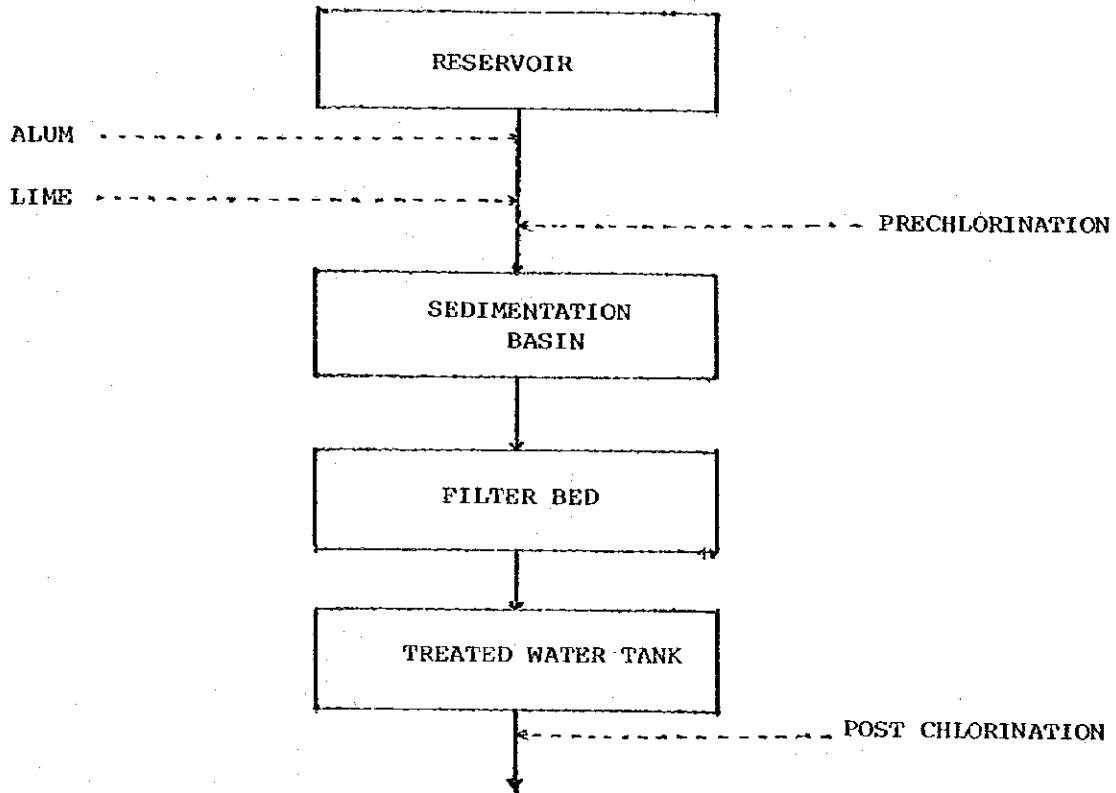 RESERVOIR
ALUM
LIME
PRECHLORINATION
SEDIMENTATION
BASIN
FILTER BED
TREATED WATER TANK
POST CHLORINATION